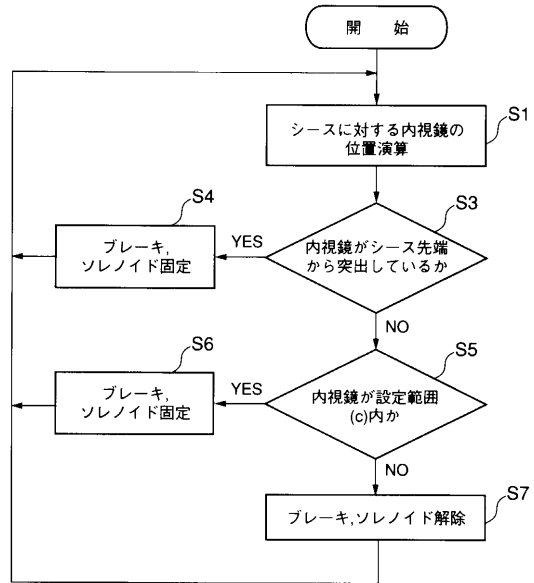 開 始
シースに対する内視鏡の
位置演算
S1
内視鏡がシース先端
から突出しているか
S3
YES
ブレーキ,
ソレノイド固定
S4
NO
内視鏡が設定範囲
(c)内か
S5
YES
ブレーキ,
ソレノイド固定
S6
NO
ブレーキ,ソレノイド解除
S7